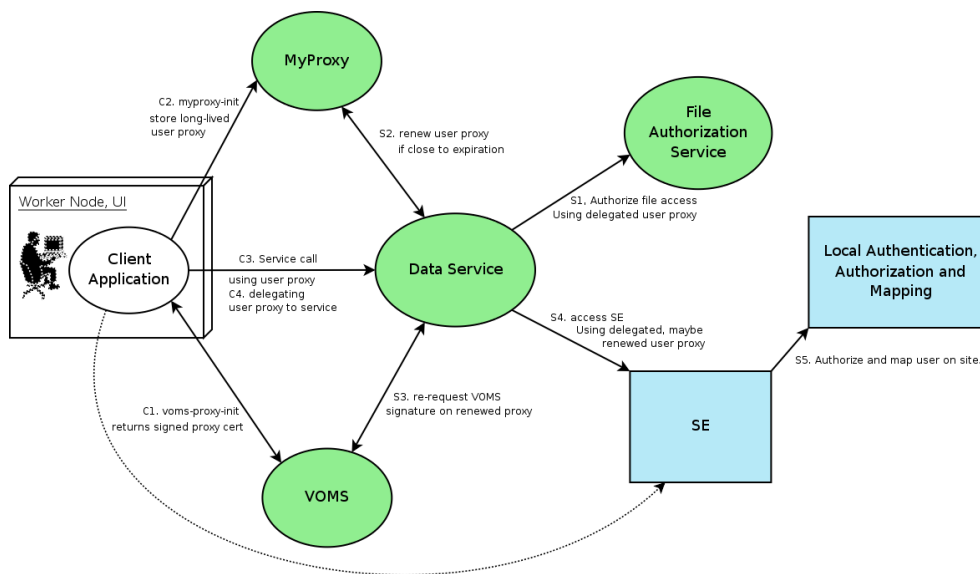 MyProxy
C2. myproxy-init
store long-lived
user proxy
File
Authorization
Service
S2. renew user proxy
if close to expiration
S1, Authorize file access
Using delegated user proxy
Worker Node, UI
Client
Application
C3. Service call
using user proxy
C4. delegating
user proxy to service
Data Service
Local Authentication,
Authorization and
Mapping
S4. access SE
Using delegated, maybe
renewed user proxy
S5. Authorize and map user on site.
C1. voms-proxy-init
returns signed proxy cert
S3. re-request VOMS
signature on renewed proxy
SE
VOMS